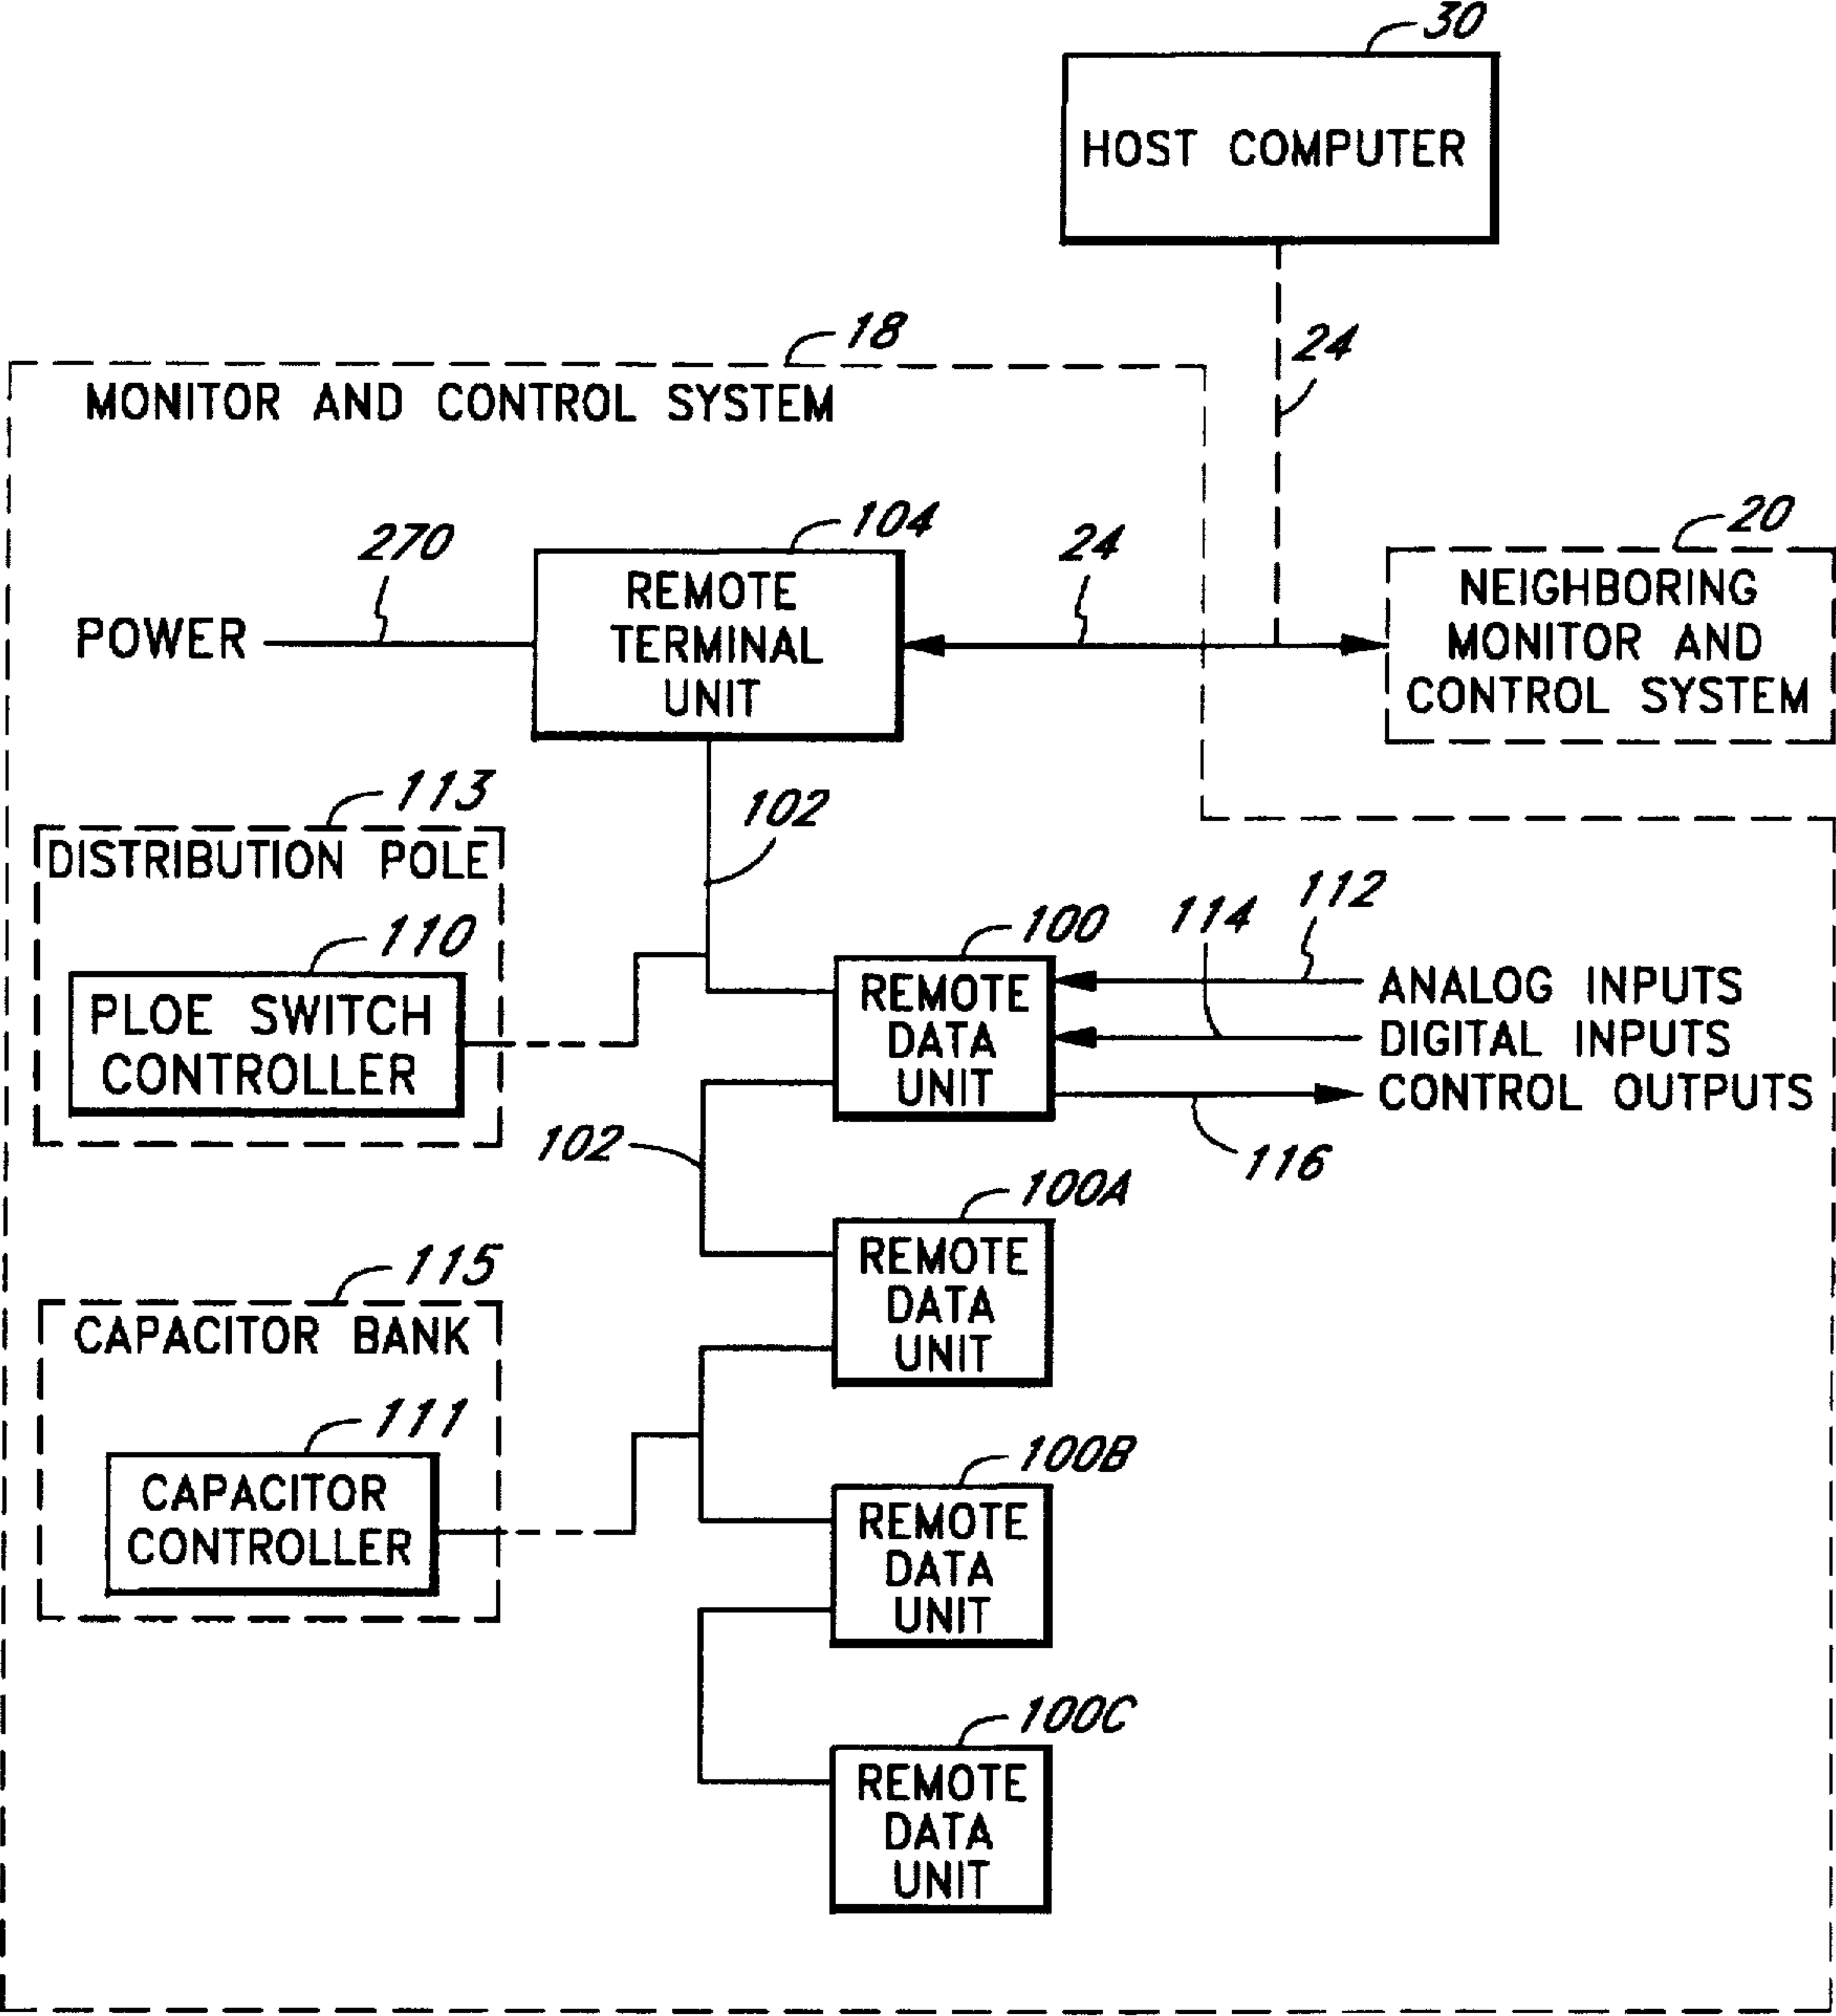 30
HOST COMPUTER
24
18
MONITOR AND CONTROL SYSTEM
270
POWER
104
REMOTE
TERMINAL
UNIT
24
20
NEIGHBORING
MONITOR AND
CONTROL SYSTEM
102
113
DISTRIBUTION POLE
110
PLOE SWITCH
CONTROLLER
100
REMOTE
DATA
UNIT
114
112
ANALOG INPUTS
DIGITAL INPUTS
CONTROL OUTPUTS
116
102
100A
REMOTE
DATA
UNIT
115
CAPACITOR BANK
111
CAPACITOR
CONTROLLER
100B
REMOTE
DATA
UNIT
100C
REMOTE
DATA
UNIT